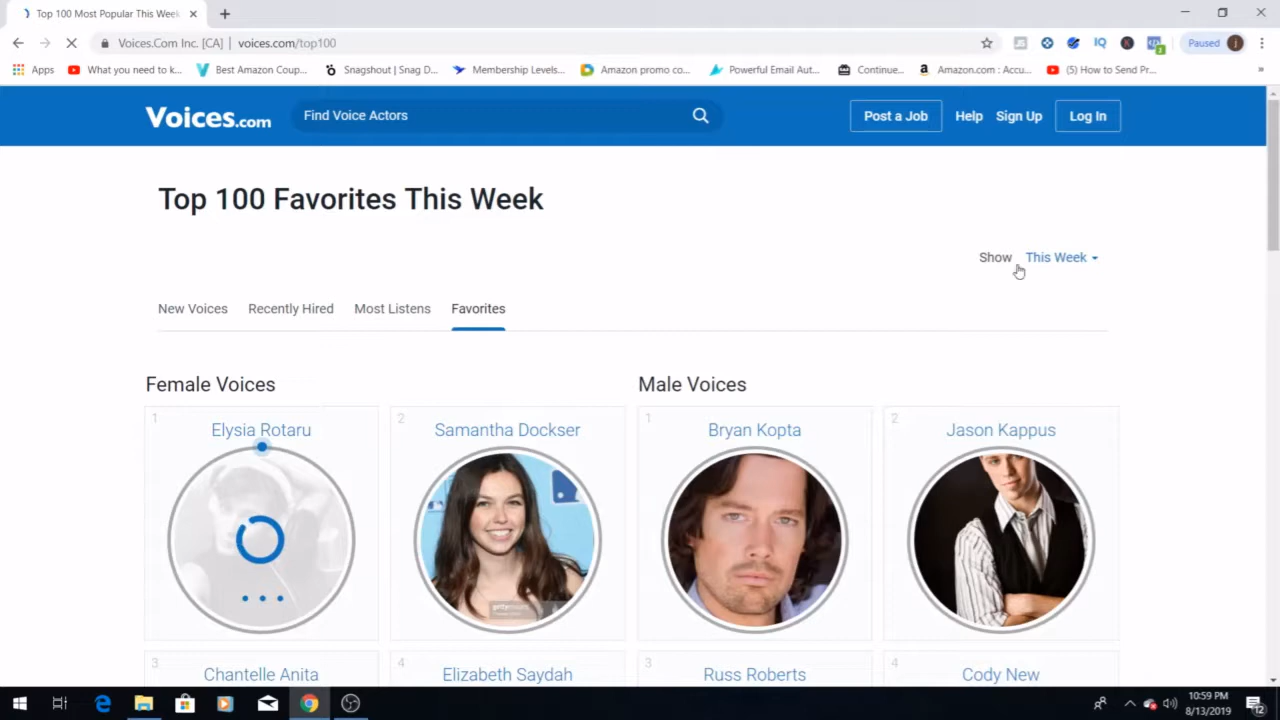 Top 100 Most Popular This Week
Voices.Com Inc. [CA] | voices.com/top100
IQ
2
Paused
i
Apps
What you need to k...
Best Amazon Coup...
Snagshout | Snag D...
Membership Levels...
Amazon promo co...
Powerful Email Aut...
Continue...
Amazon.com : Accu...
(5) How to Send Pr...
»
Voices.com
Find Voice Actors
Post a Job
Help
Sign Up
Log In
Top 100 Favorites This Week
Show This Week
New Voices
Recently Hired
Most Listens
Favorites
Female Voices
Male Voices
1
Elysia Rotaru
2
Samantha Dockser
gettyimages
1
Bryan Kopta
2
Jason Kappus
3
Chantelle Anita
4
Elizabeth Saydah
3
Russ Roberts
4
Cody New
10:59 PM
8/13/2019
12